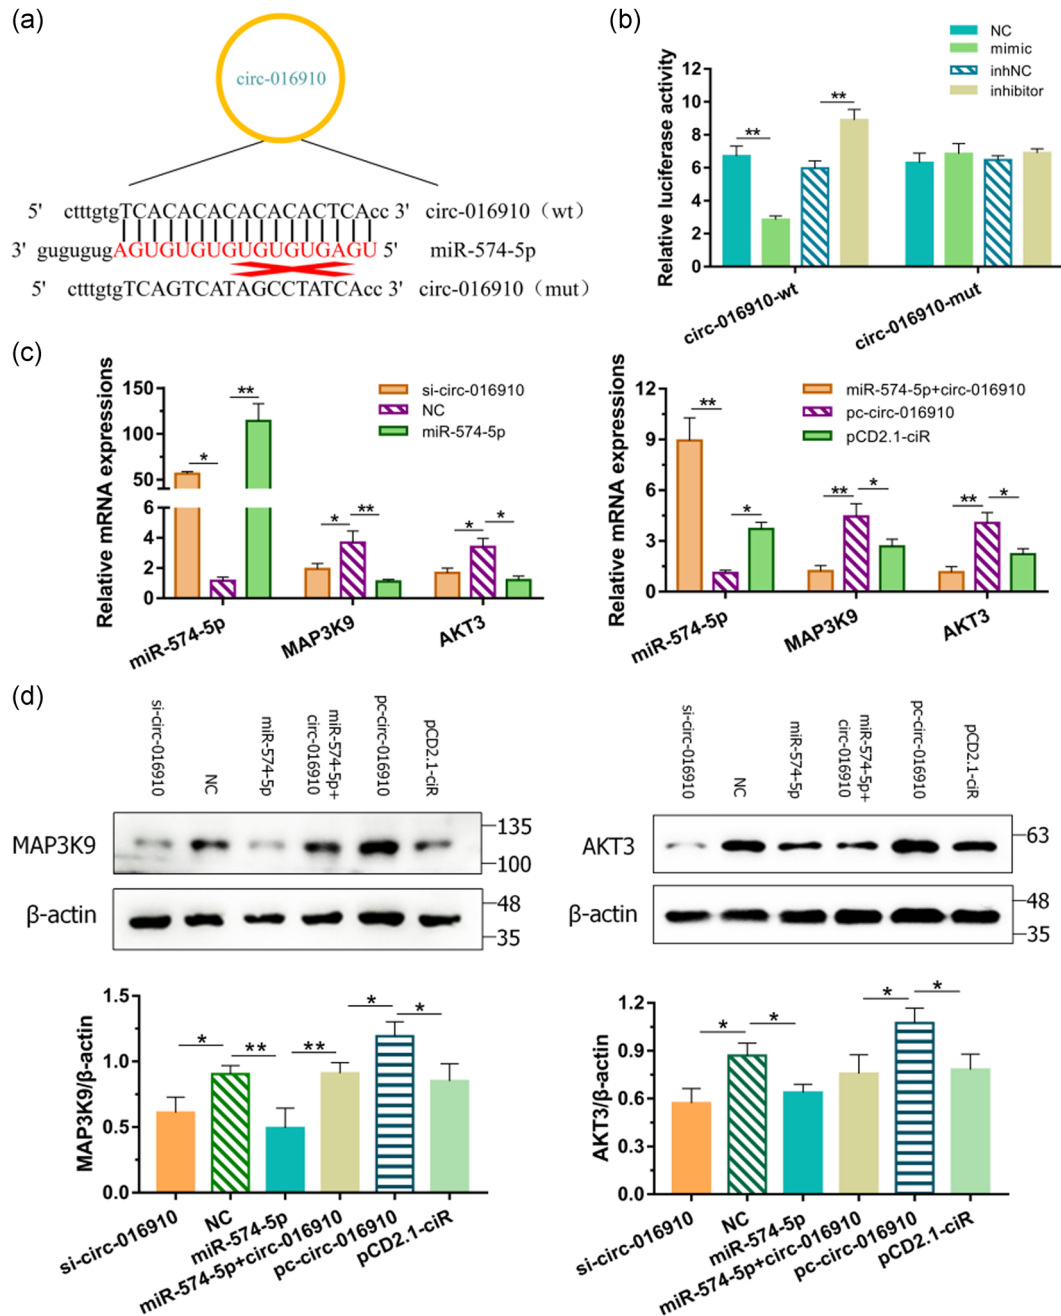 (a)
circ-016910
5' ctttgtgTCACACACACACACTCAcc 3' circ-016910（wt）
3' gugugugAGUGUGUGUGUGUGAGU 5' miR-574-5p
5' ctttgtgTCAGTCATAGCCTATCAcc 3' circ-016910（mut）
(b)
NC
mimic
inhNC
inhibitor
Relative luciferase activity
12
10
8
6
4
2
0
**
**
circ-016910-wt
circ-016910-mut
(c)
Relative mRNA expressions
150
100
50
6
4
2
0
si-circ-016910
NC
miR-574-5p
*
**
*
**
*
*
miR-574-5p
MAP3K9
AKT3
Relative mRNA expressions
12
9
6
3
0
miR-574-5p+circ-016910
pc-circ-016910
pCD2.1-ciR
**
*
**
*
**
*
miR-574-5p
MAP3K9
AKT3
(d)
si-circ-016910
NC
miR-574-5p
miR-574-5p+
circ-016910
pc-circ-016910
pCD2.1-ciR
MAP3K9
135
100
β-actin
48
35
si-circ-016910
NC
miR-574-5p
miR-574-5p+
circ-016910
pc-circ-016910
pCD2.1-ciR
AKT3
63
β-actin
48
35
MAP3K9/β-actin
1.5
1.0
0.5
0.0
*
**
**
*
*
si-circ-016910
NC
miR-574-5p
miR-574-5p+circ-016910
pc-circ-016910
pCD2.1-ciR
AKT3/β-actin
1.2
0.9
0.6
0.3
0.0
*
*
*
*
si-circ-016910
NC
miR-574-5p
miR-574-5p+circ-016910
pc-circ-016910
pCD2.1-ciR